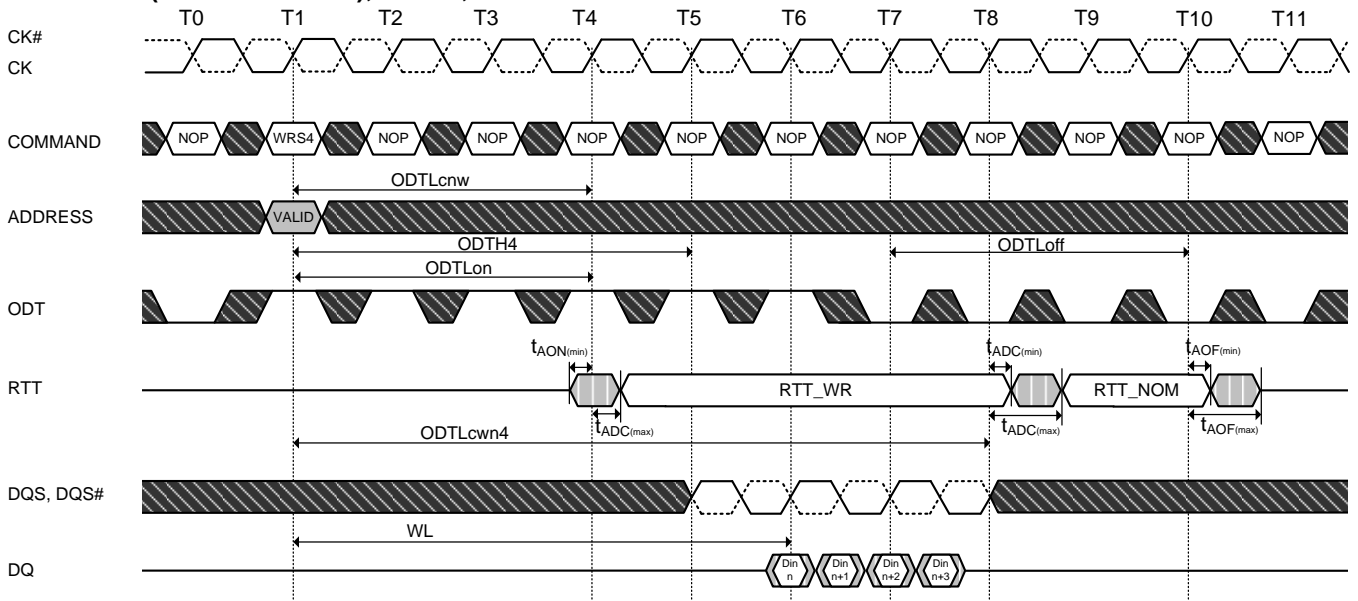 T0 T1 T2 T3 T4 T5 T6 T7 T8 T9 T10 T11
CK#
CK
COMMAND NOP WRS4 NOP NOP NOP NOP NOP NOP NOP NOP NOP NOP
ODTLcnw
ADDRESS VALID
ODTH4 ODTLoff
ODTLon
ODT
tAON(min) tADC(min) tAOF(min)
RTT RTT_WR RTT_NOM
tADC(max) tADC(max) tAOF(max)
ODTLcwn4
DQS, DQS#
WL
DQ
Din Din Din Din
n n+1 n+2 n+3